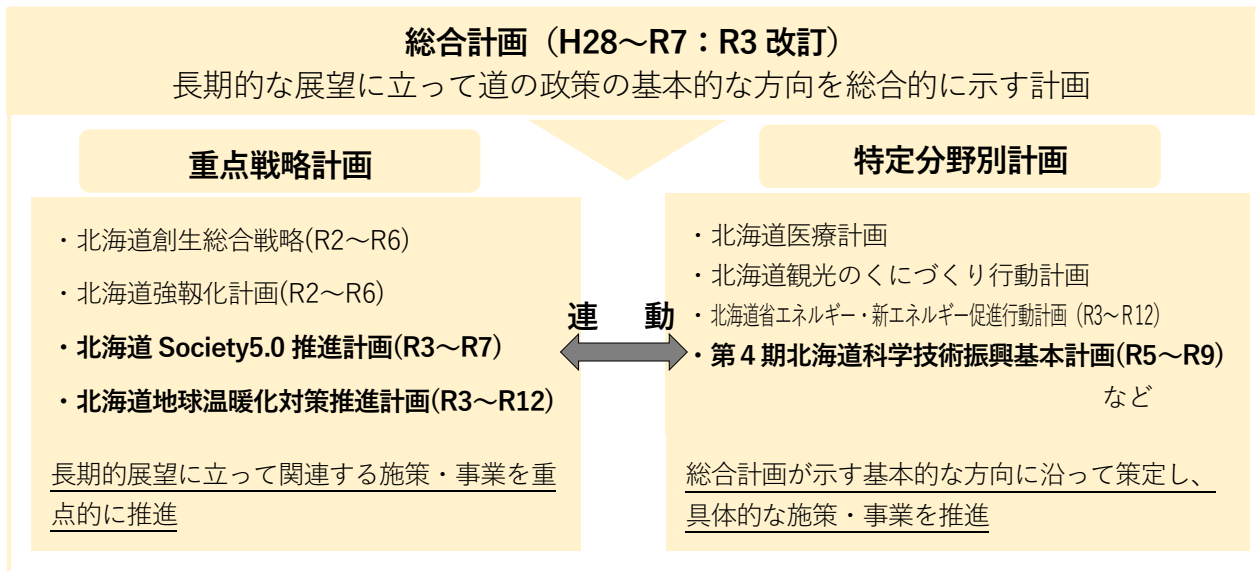 総合計画（H28～R7：R3 改訂）
長期的な展望に立って道の政策の基本的な方向を総合的に示す計画
重点戦略計画
・北海道創生総合戦略(R2～R6)
・北海道強靱化計画(R2～R6)
・北海道 Society5.0 推進計画(R3～R7)
・北海道地球温暖化対策推進計画(R3～R12)
長期的展望に立って関連する施策・事業を重
点的に推進
連　動
特定分野別計画
・北海道医療計画
・北海道観光のくにづくり行動計画
・北海道省エネルギー・新エネルギー促進行動計画（R3～R12）
・第４期北海道科学技術振興基本計画(R5～R9)
など
総合計画が示す基本的な方向に沿って策定し、
具体的な施策・事業を推進